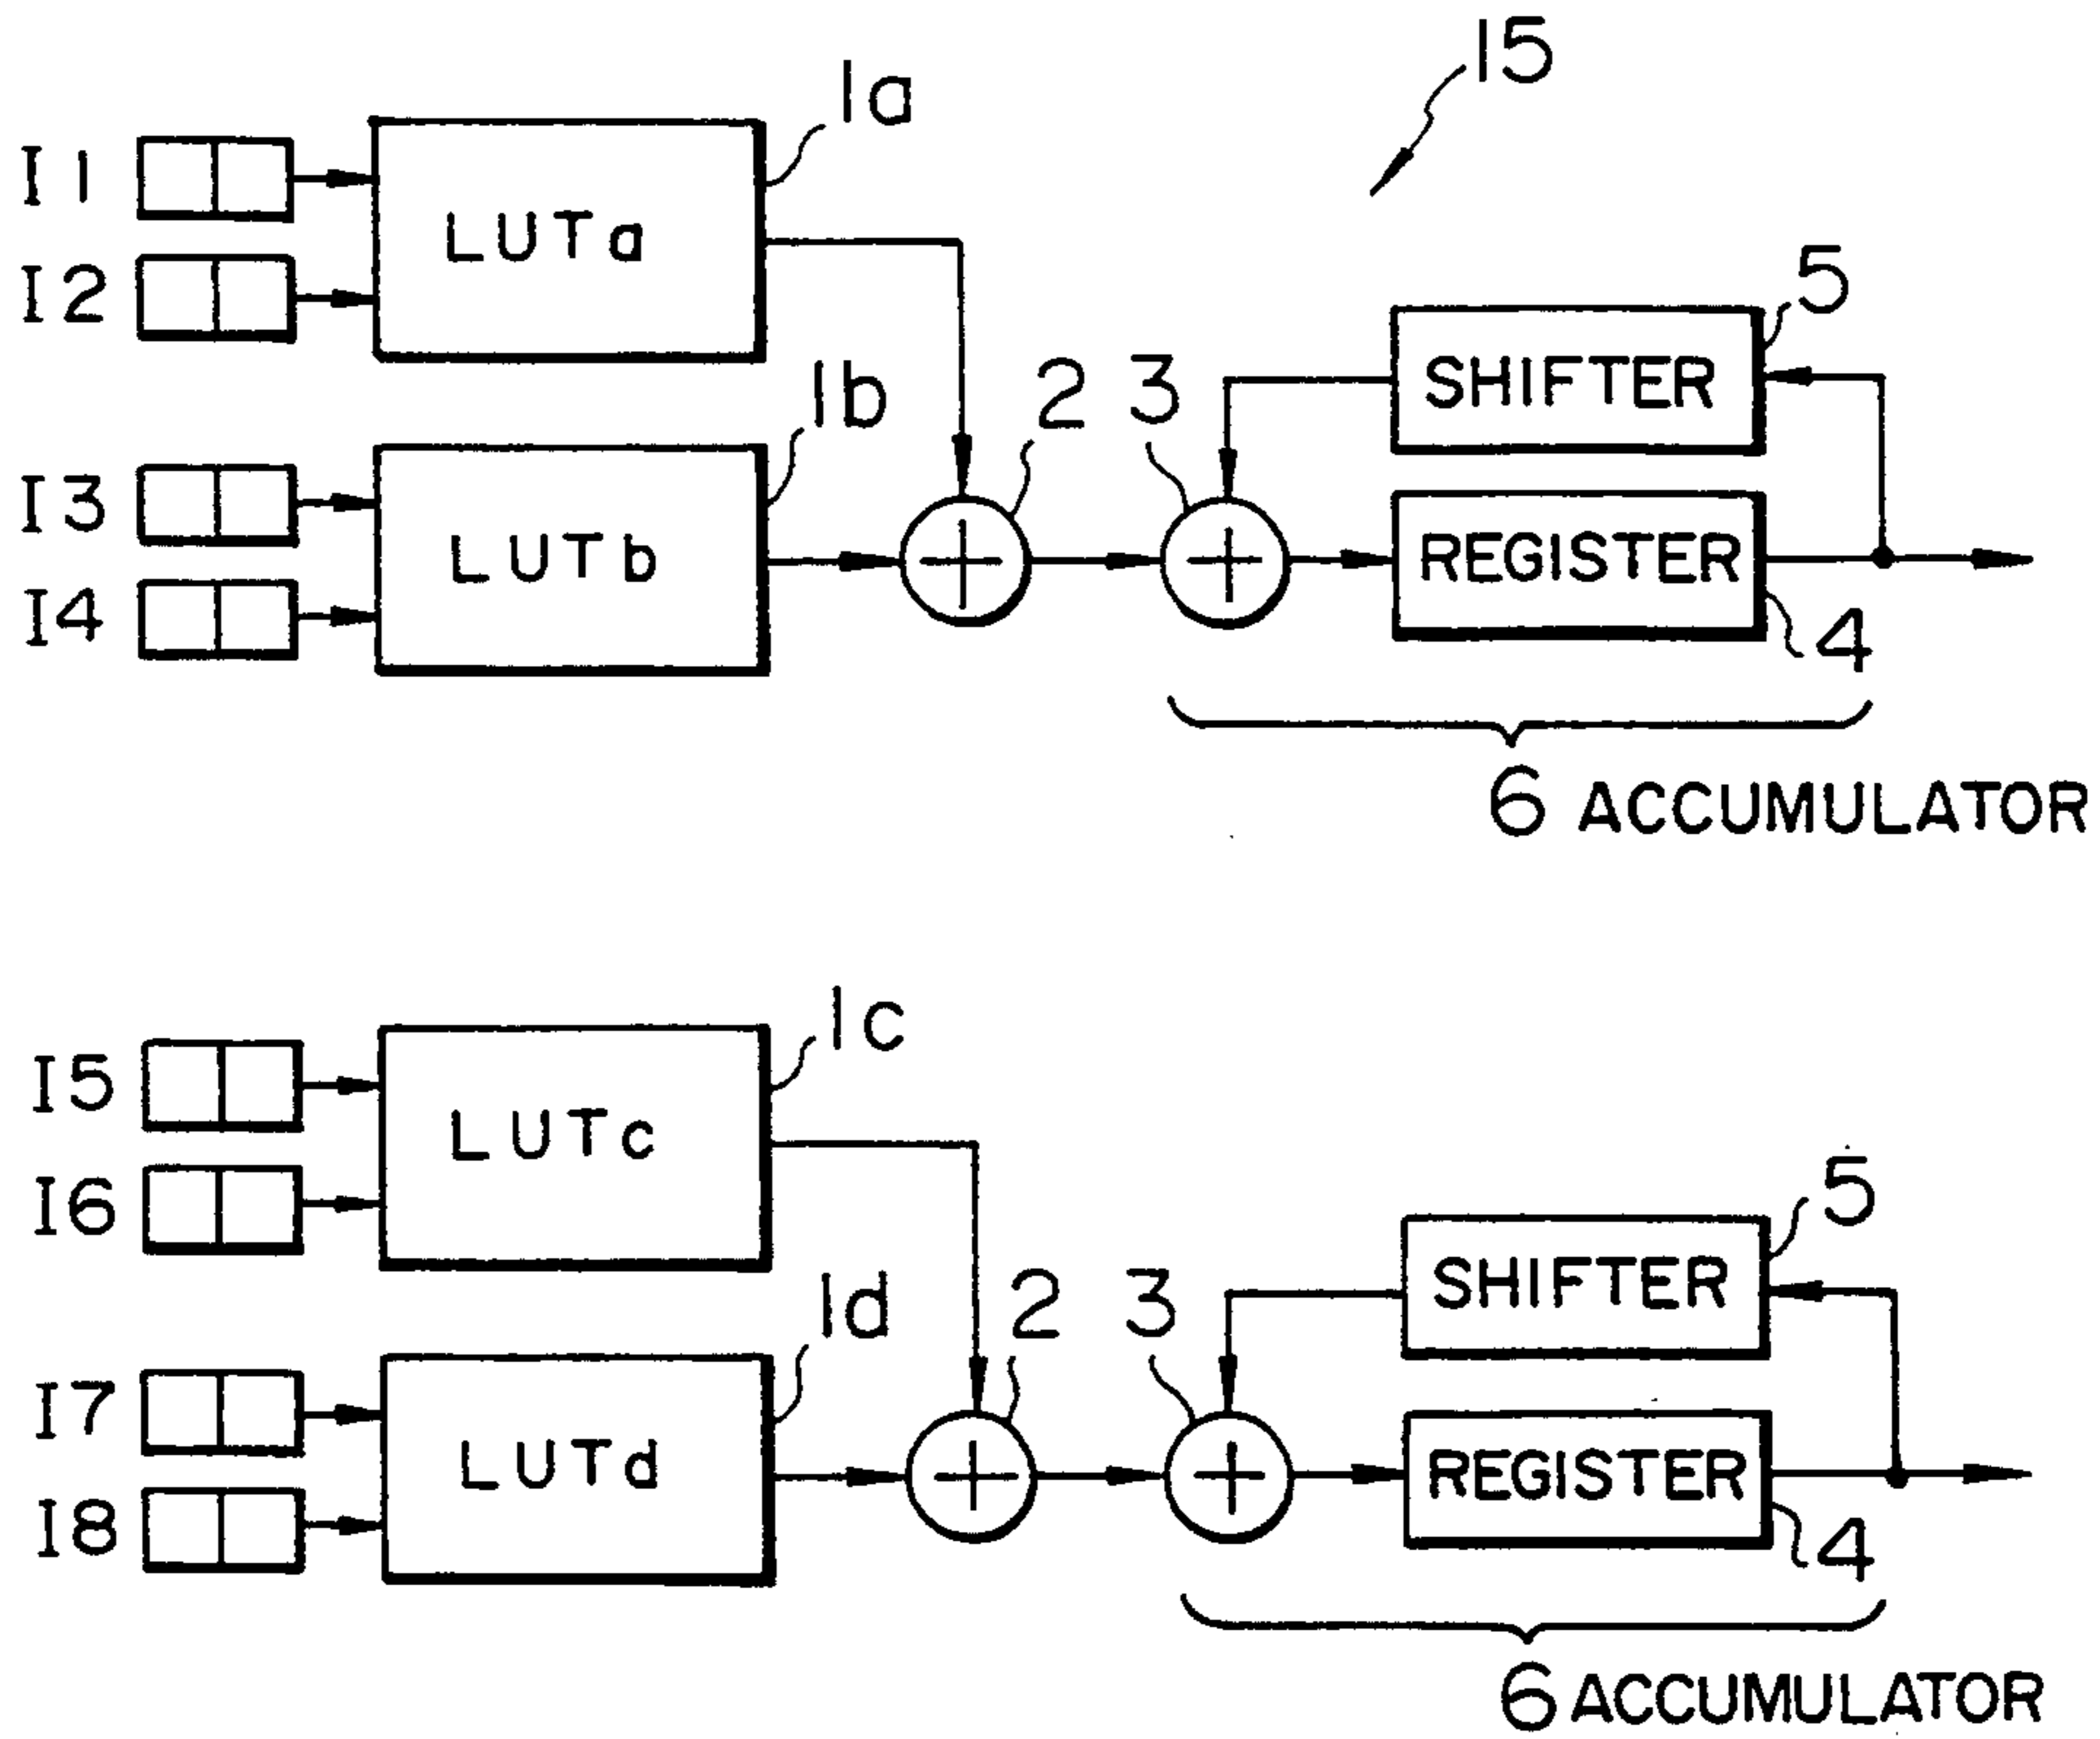 15
1a
I1
LUTa
I2
5
SHIFTER
1b
2
3
I3
LUTb
REGISTER
I4
4
6 ACCUMULATOR
1c
I5
LUTc
I6
5
SHIFTER
1d
2
3
I7
LUTd
REGISTER
I8
4
6 ACCUMULATOR